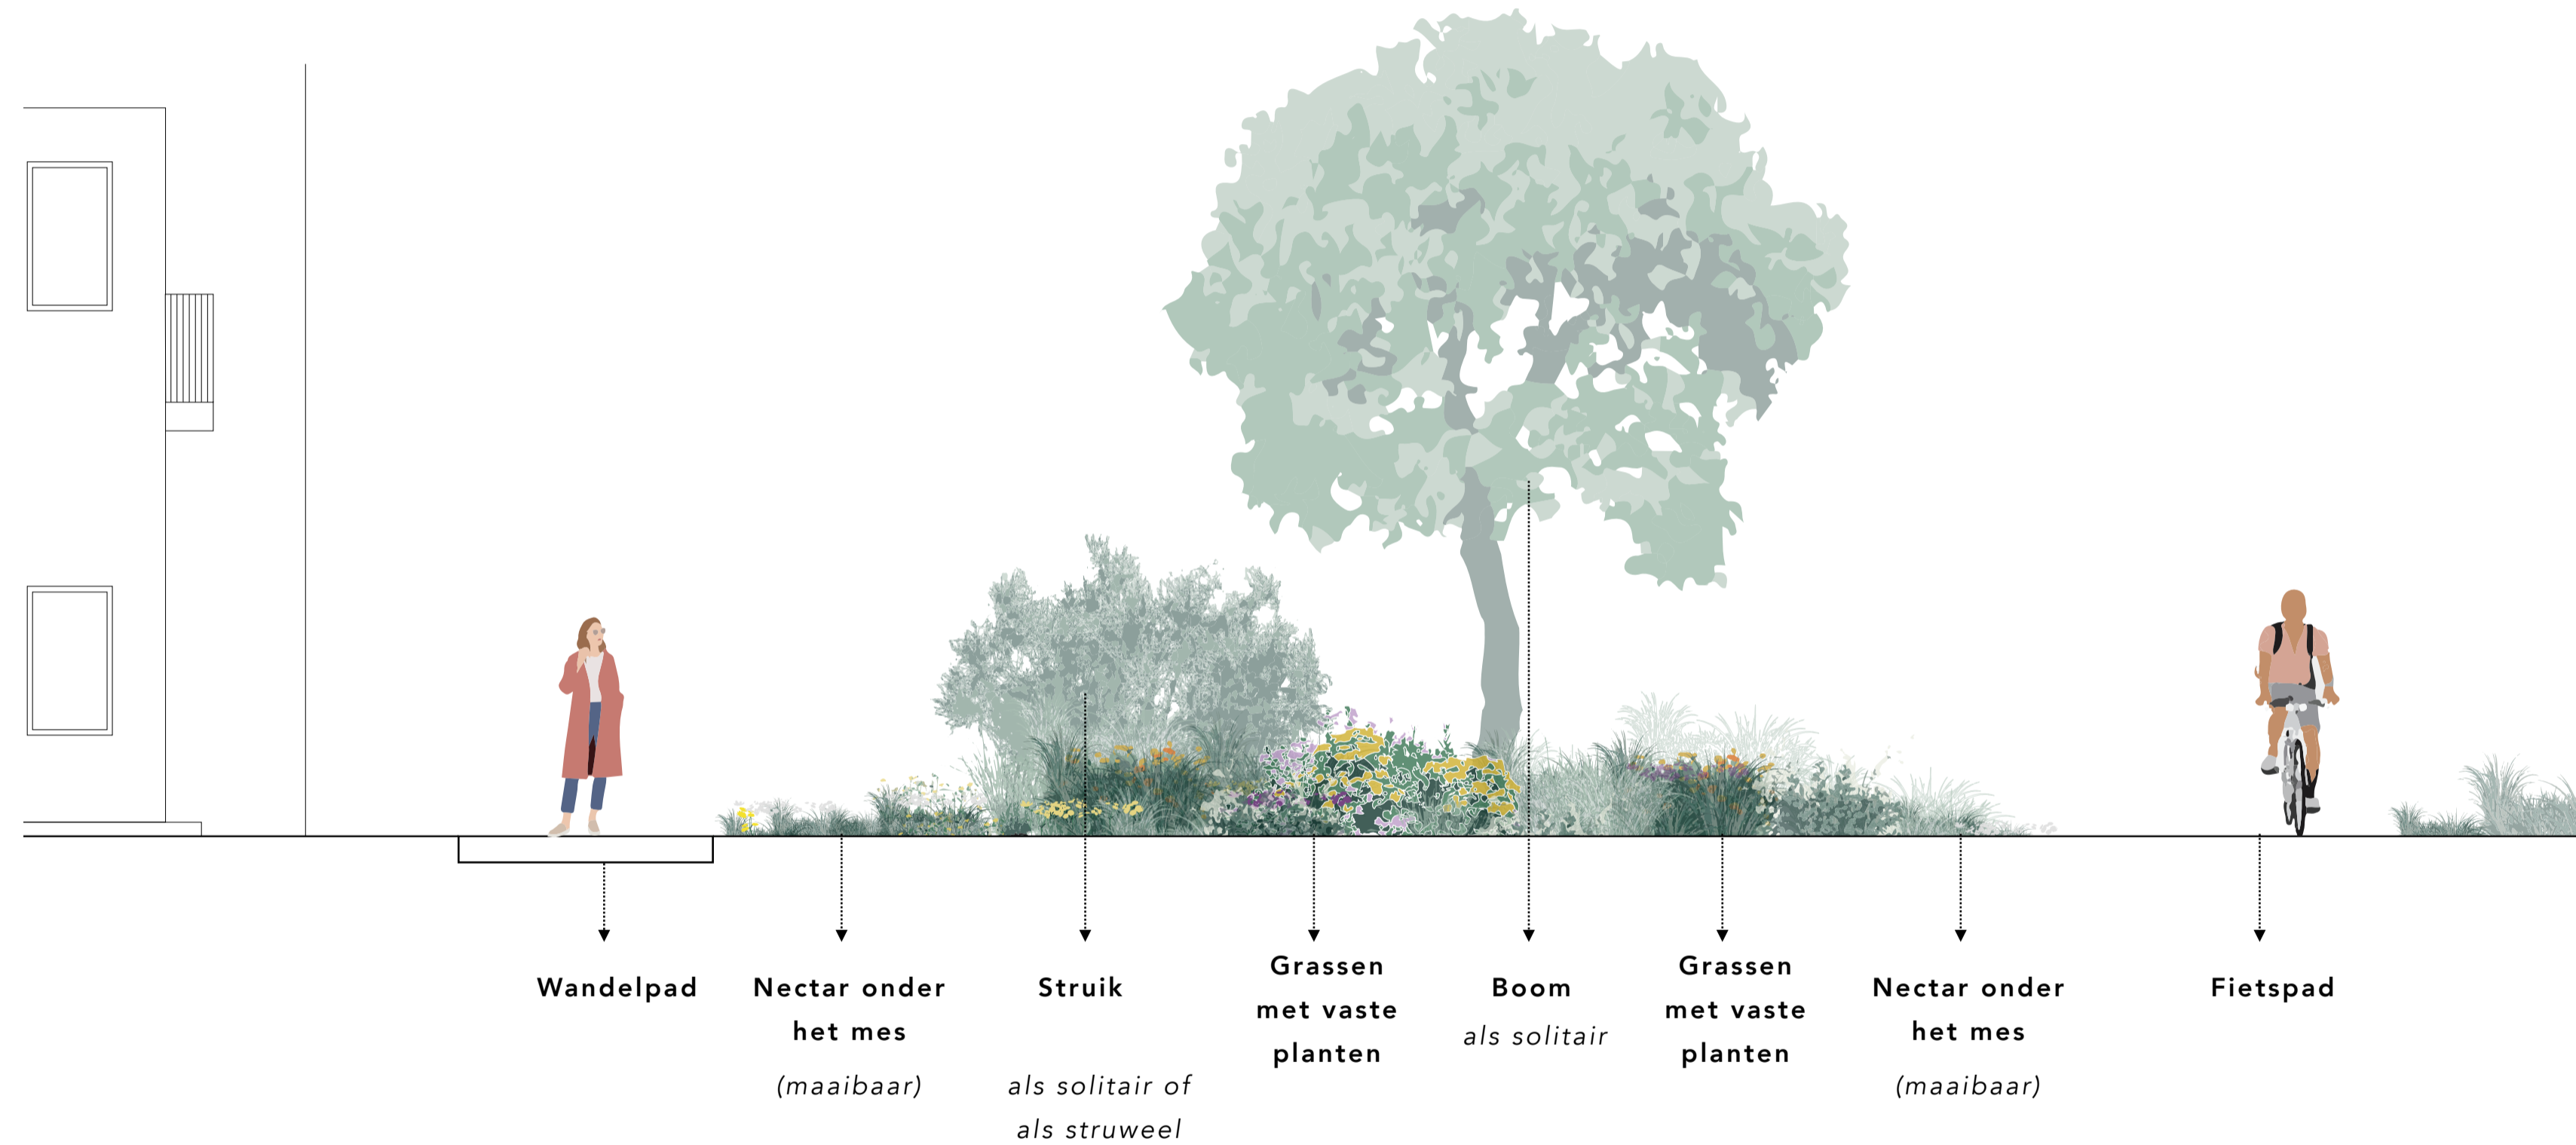 Wandelpad
Nectar onder
het mes
(maaibaar)
Struik
als solitair of
als struweel
Grassen
met vaste
planten
Boom
als solitair
Grassen
met vaste
planten
Nectar onder
het mes
(maaibaar)
Fietspad